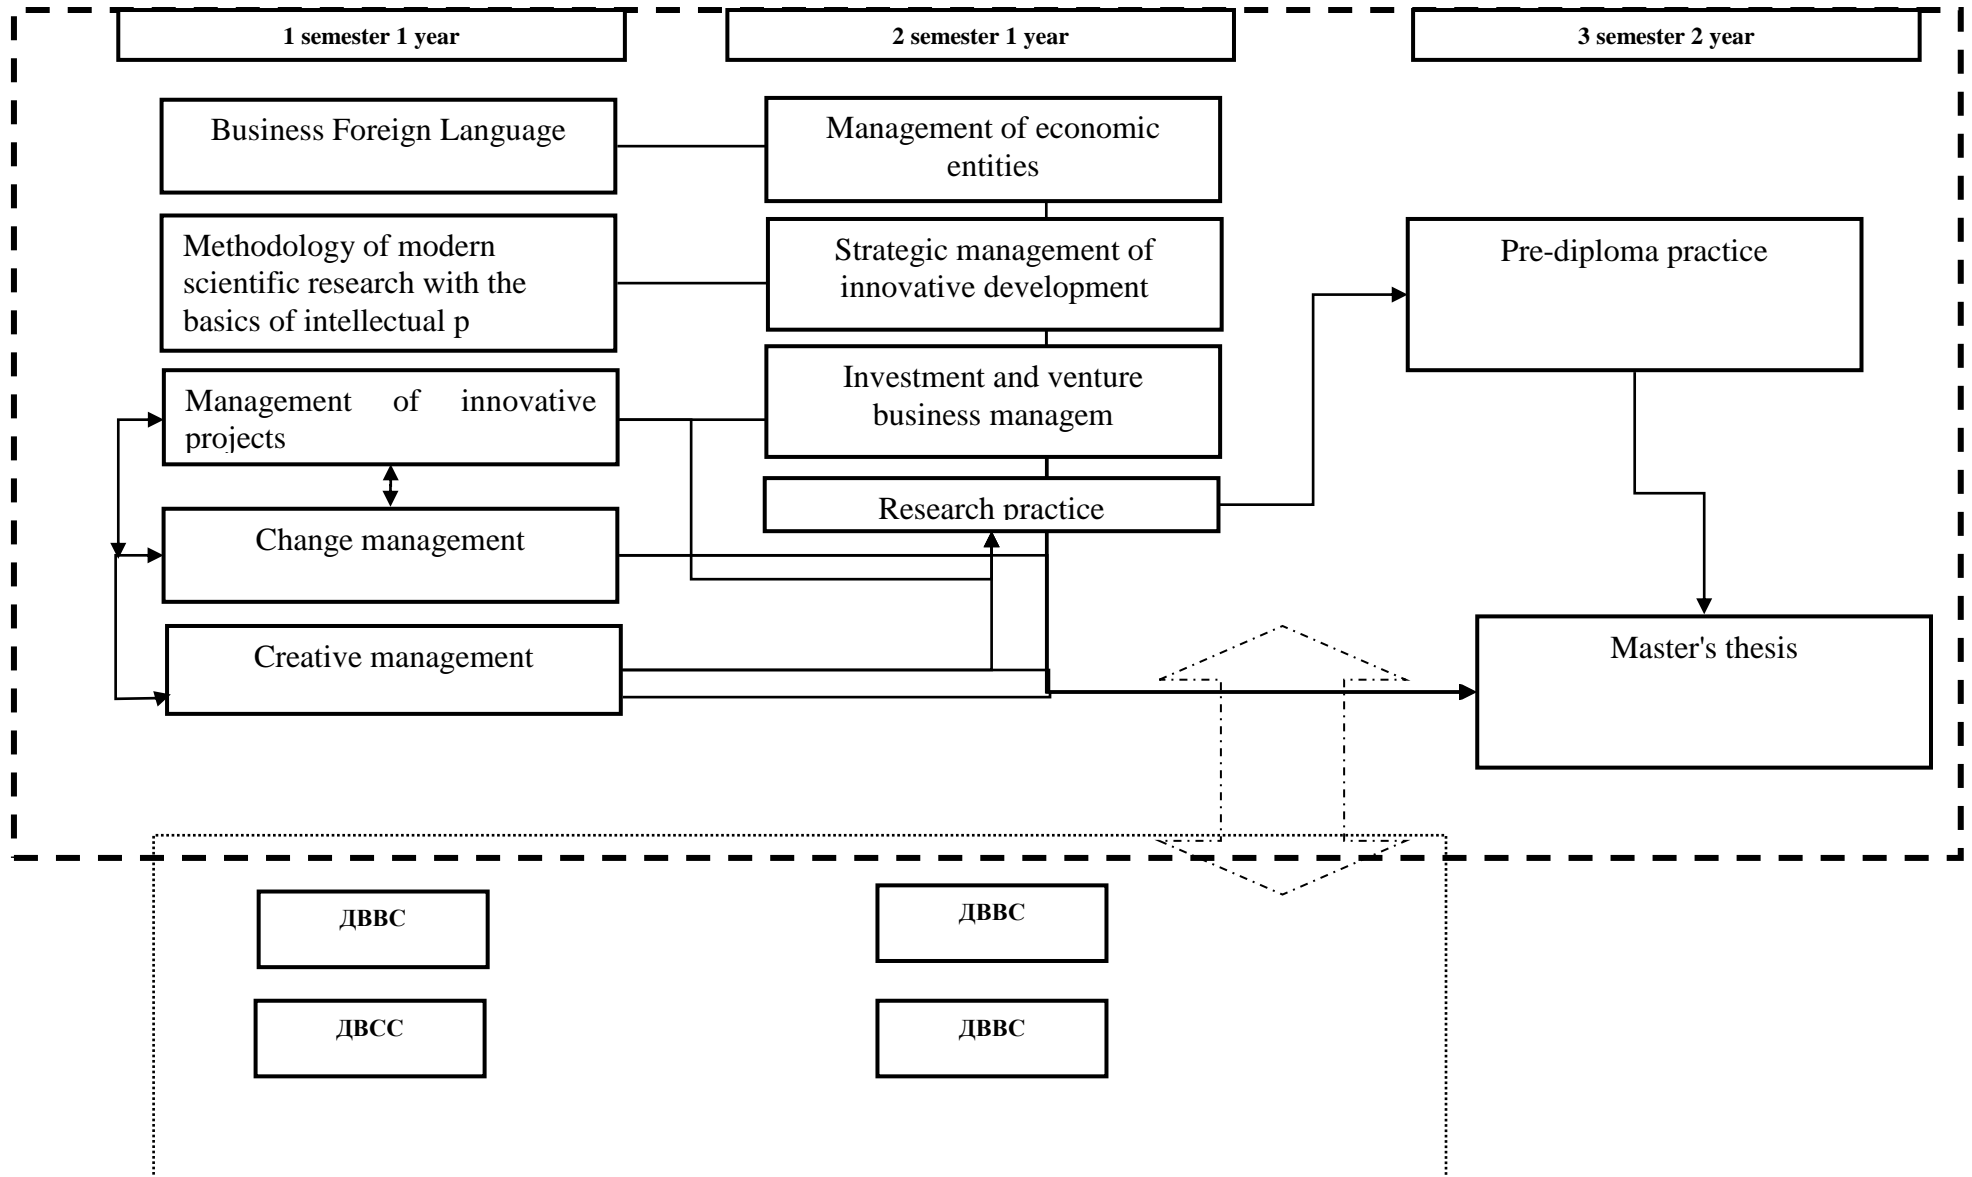 1 semester 1 year
2 semester 1 year
3 semester 2 year
Business Foreign Language
Management of economic
entities
Methodology of modern
scientific research with the
basics of intellectual p
Strategic management of
innovative development
Pre-diploma practice
Management of innovative
projects
Investment and venture
business managem
Research practice
Change management
Creative management
Master's thesis
ДВВС
ДВВС
ДВСС
ДВВС